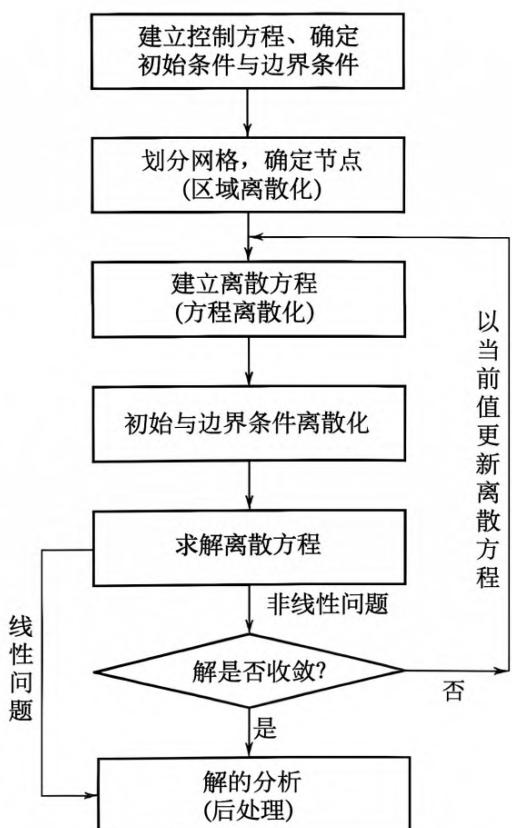 建立控制方程、确定
初始条件与边界条件
划分网格，确定节点
(区域离散化)
建立离散方程
(方程离散化)
以当前值更新离散方程
初始与边界条件离散化
求解离散方程
非线性问题
线性问题
解是否收敛?
否
是
解的分析
(后处理)